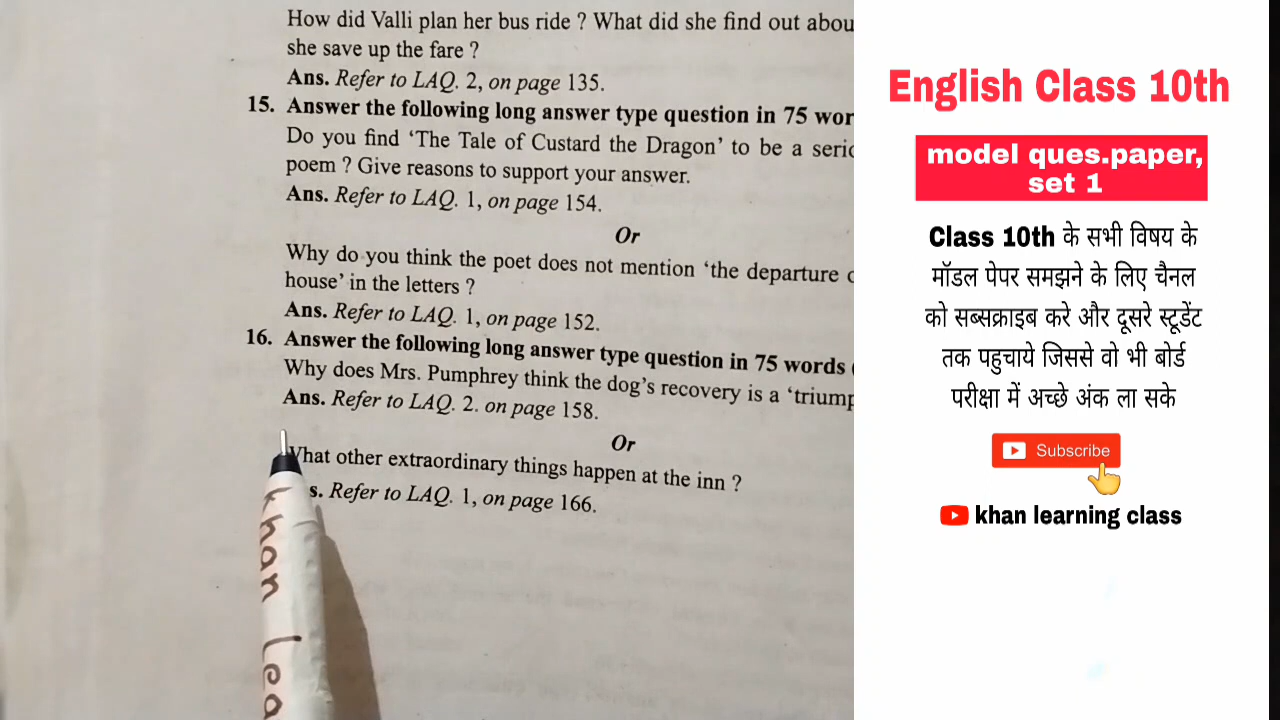 How did Valli plan her bus ride ? What did she find out abou
she save up the fare ?
Ans. Refer to LAQ. 2, on page 135.
15. Answer the following long answer type question in 75 wor
Do you find ‘The Tale of Custard the Dragon’ to be a seric
poem ? Give reasons to support your answer.
Ans. Refer to LAQ. 1, on page 154.
Or
Why do you think the poet does not mention ‘the departure
house’ in the letters ?
Ans. Refer to LAQ. 1, on page 152.
16. Answer the following long answer type question in 75 words
Why does Mrs. Pumphrey think the dog’s recovery is a ‘triump
Ans. Refer to LAQ. 2. on page 158.
Or
What other extraordinary things happen at the inn ?
s. Refer to LAQ. 1, on page 166.
khan lea
English Class 10th
model ques.paper,
set 1
Class 10th के सभी विषय के
मॉडल पेपर समझने के लिए चैनल
को सब्सक्राइब करे और दूसरे स्टूडेंट
तक पहुचाये जिससे वो भी बोर्ड
परीक्षा में अच्छे अंक ला सके
Subscribe
khan learning class